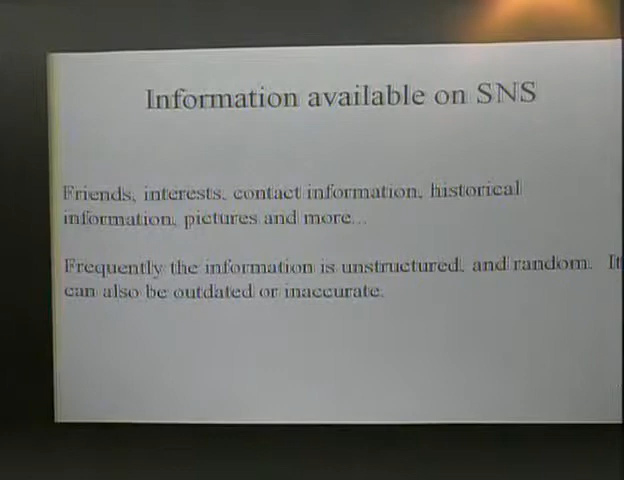 Information available on SNS
Friends, interests, contact information, historical
information, pictures and more...
Frequently the information is unstructured, and random. It
can also be outdated or inaccurate.